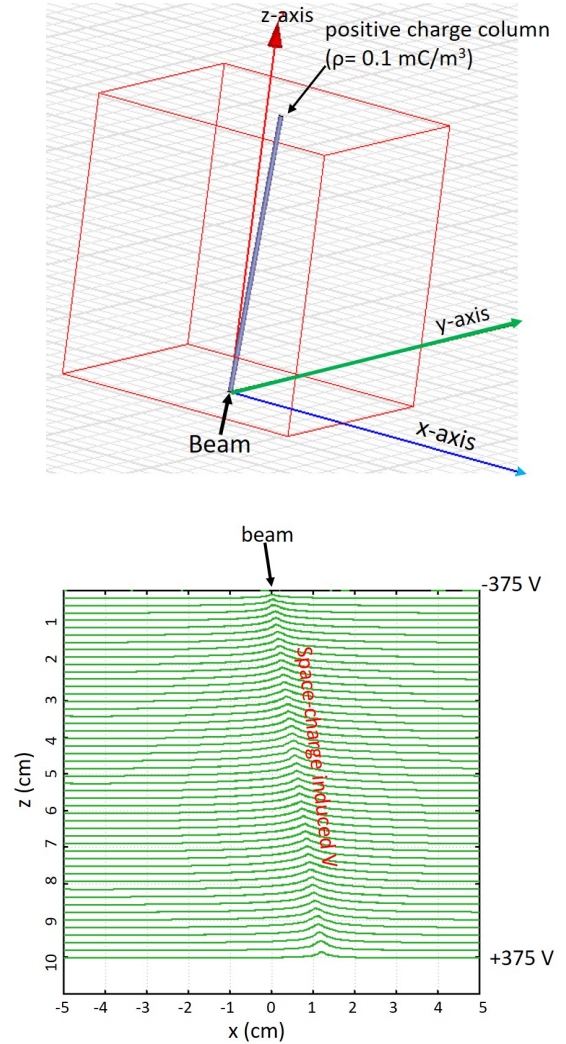 z-axis
positive charge column
(ρ= 0.1 mC/m³)
y-axis
x-axis
Beam
beam
-375 V
1
2
3
4
5
6
7
8
9
10
z (cm)
Space-charge induced V
+375 V
-5 -4 -3 -2 -1 0 1 2 3 4 5
x (cm)